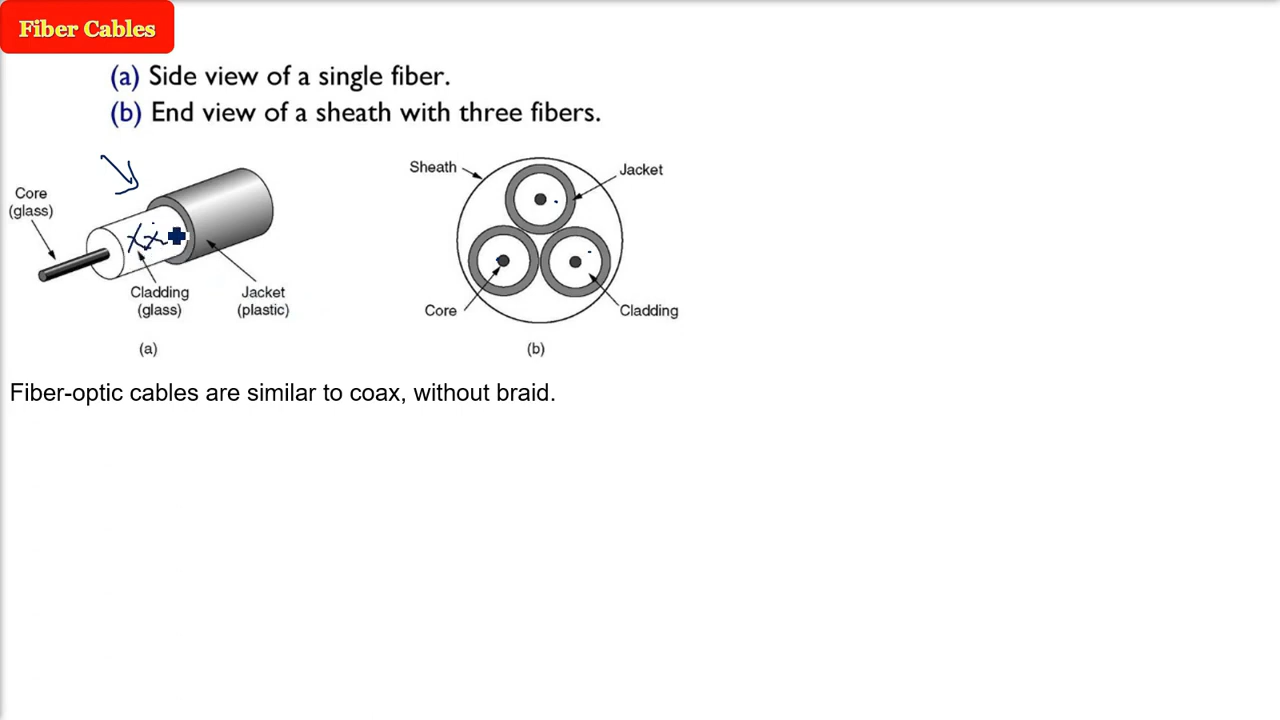 Fiber Cables
(a) Side view of a single fiber.
(b) End view of a sheath with three fibers.
Core
(glass)
Cladding
(glass)
Jacket
(plastic)
(a)
Sheath
Jacket
Core
Cladding
(b)
Fiber-optic cables are similar to coax, without braid.